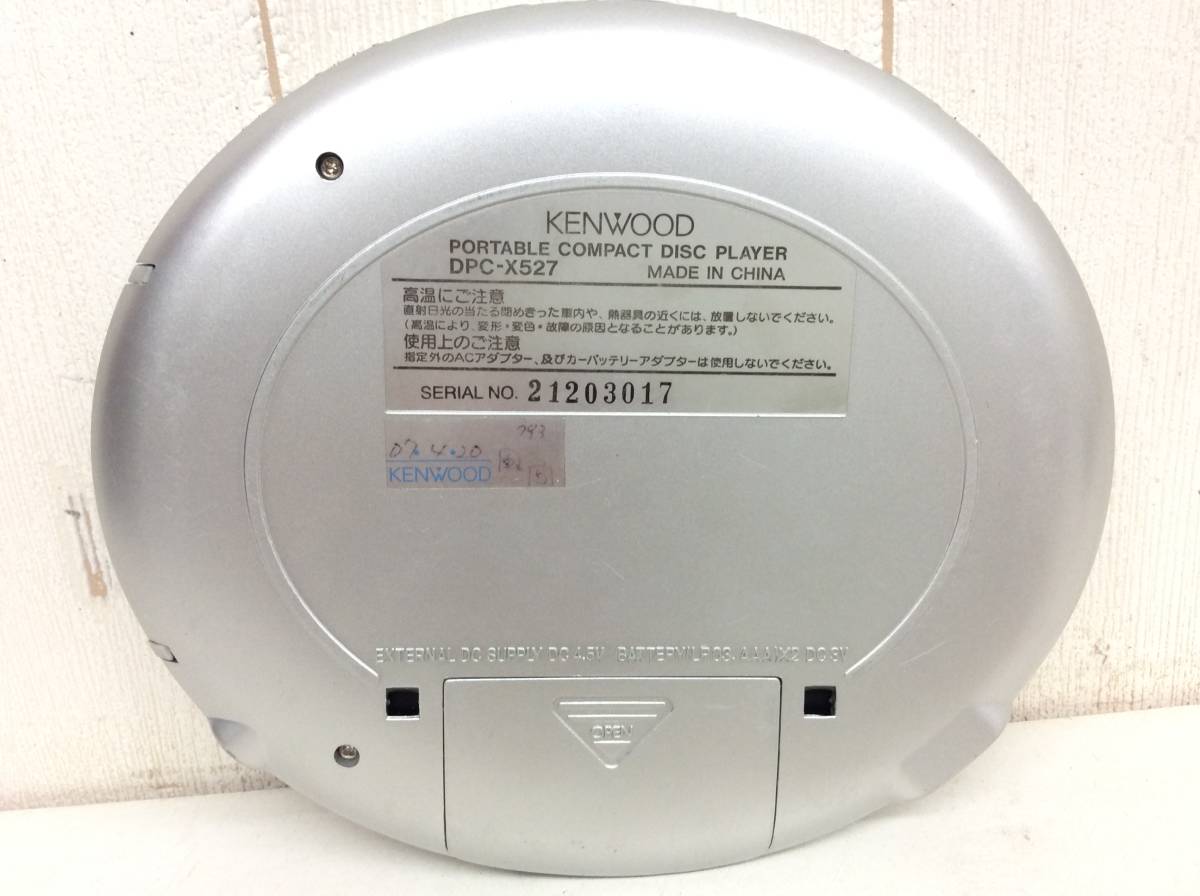 KENWOOD
PORTABLE COMPACT DISC PLAYER
DPC-X527 MADE IN CHINA
高温にご注意
直射日光の当たる閉めきった車内や、熱器具の近くには、放置しないでください。
(高温により、変形・変色・故障の原因となることがあります。)
使用上のご注意
指定外のACアダプター、及びカーバッテリーアダプターは使用しないでください。
SERIAL NO. 21203017
793
07.4.20
KENWOOD
EXTERNAL DC SUPPLY DC 4.5V BATTERY(LR03, AAA)X2 DC 3V
OPEN